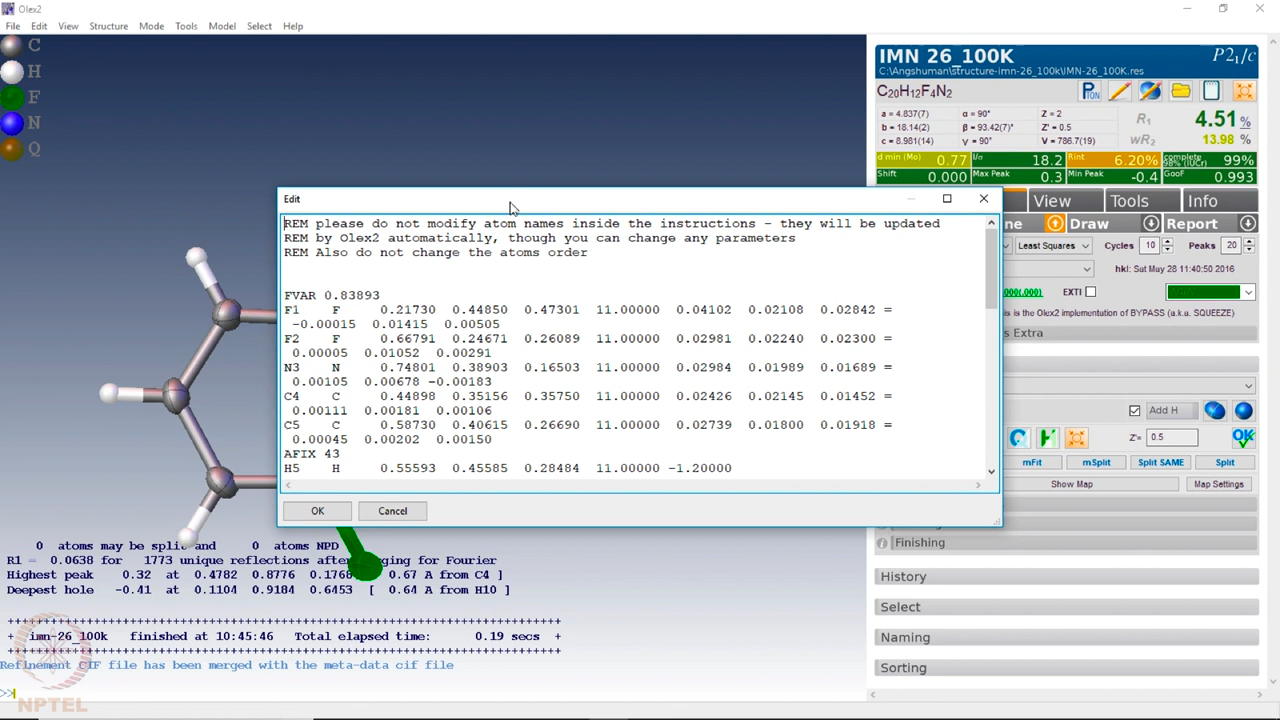 Olex2
File Edit View Structure Mode Tools Model Select Help
C
H
F
N
Q
IMN 26_100K
P2₁/c
C:\Angshuman\structure-imn-26_100k\IMN-26_100K.res
C₂₀H₁₂F₄N₂
a = 4.837(7) α = 90° Z = 2
b = 18.14(2) β = 93.42(7)° Z' = 0.5
c = 8.981(14) γ = 90° V = 786.7(19)
R₁ 4.51 %
wR₂ 13.98 %
d min (Mo) 0.77 I/σ 18.2 Rint 6.20% complete 98% (IUCr) 99%
Shift 0.000 Max Peak 0.3 Min Peak -0.4 GooF 0.993
View Tools Info
ne Draw Report
Least Squares Cycles 10 Peaks 20
hkl: Sat May 28 11:40:50 2016
000(.000) EXTI
is is the Olex2 implementation of BYPASS (a.k.a. SQUEEZE)
s Extra
Add H
Z'= 0.5 OK
mFit mSplit Split SAME Split
Show Map Map Settings
Finishing
History
Select
Naming
Sorting
Edit
REM please do not modify atom names inside the instructions - they will be updated
REM by Olex2 automatically, though you can change any parameters
REM Also do not change the atoms order
FVAR 0.83893
F1 F 0.21730 0.44850 0.47301 11.00000 0.04102 0.02108 0.02842 =
-0.00015 0.01415 0.00505
F2 F 0.66791 0.24671 0.26089 11.00000 0.02981 0.02240 0.02300 =
0.00005 0.01052 0.00291
N3 N 0.74801 0.38903 0.16503 11.00000 0.02984 0.01989 0.01689 =
0.00105 0.00678 -0.00183
C4 C 0.44898 0.35156 0.35750 11.00000 0.02426 0.02145 0.01452 =
0.00111 0.00181 0.00106
C5 C 0.58730 0.40615 0.26690 11.00000 0.02739 0.01800 0.01918 =
0.00045 0.00202 0.00150
AFIX 43
H5 H 0.55593 0.45585 0.28484 11.00000 -1.20000
OK Cancel
0 atoms may be split and 0 atoms NPD
R1 = 0.0638 for 1773 unique reflections after merging for Fourier
Highest peak 0.32 at 0.4782 0.8776 0.1768 0.67 A from C4 ]
Deepest hole -0.41 at 0.1104 0.9184 0.6453 [ 0.64 A from H10 ]
+++++++++++++++++++++++++++++++++++++++++++++++++++++++++++++++++++++
+ imn-26_100k finished at 10:45:46 Total elapsed time: 0.19 secs +
+++++++++++++++++++++++++++++++++++++++++++++++++++++++++++++++++++++
Refinement CIF file has been merged with the meta-data cif file
>>
NPTEL